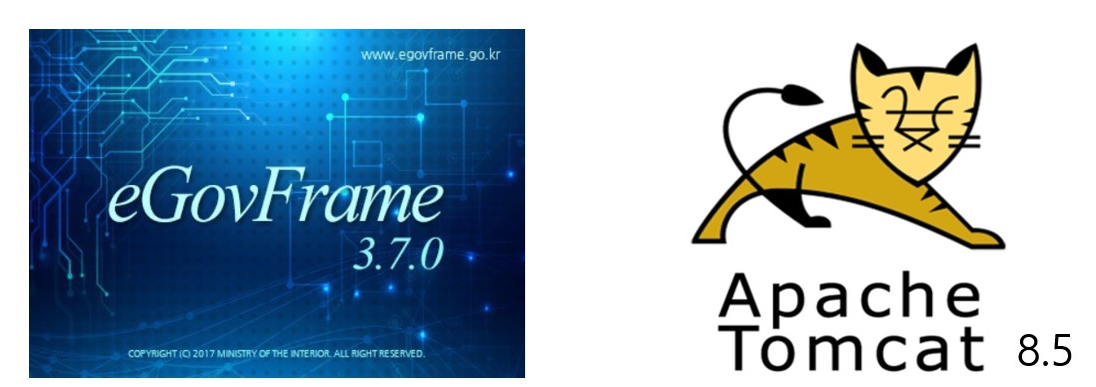 www.egovframe.go.kr
eGovFrame
3.7.0
COPYRIGHT (C) 2017 MINISTRY OF THE INTERIOR. ALL RIGHT RESERVED.
Apache
Tomcat 8.5